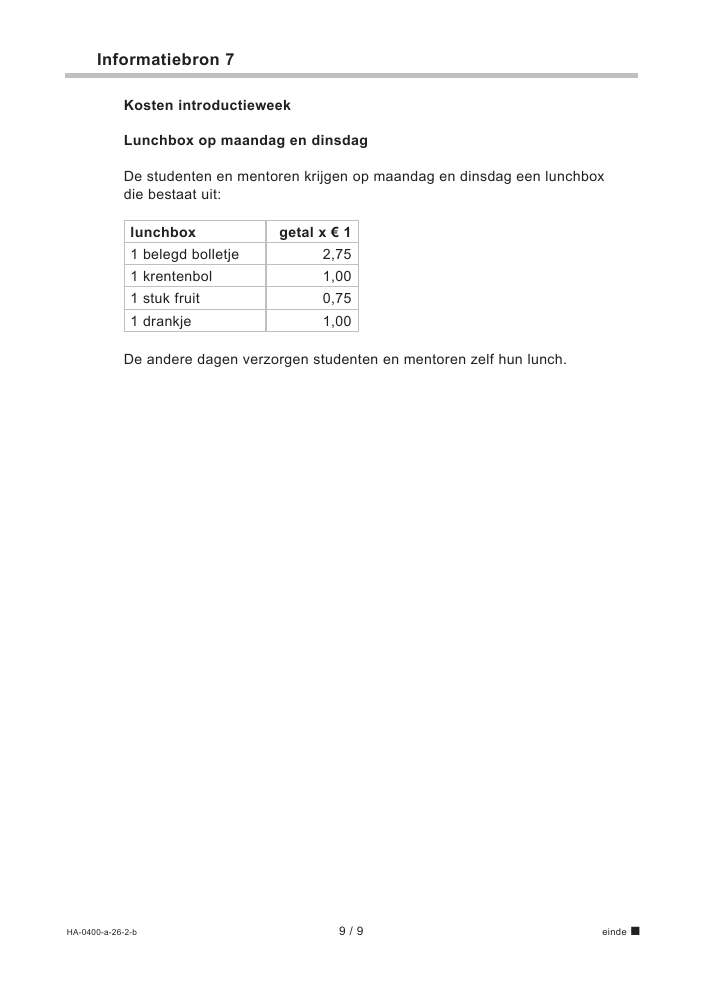 Informatiebron 7
Kosten introductieweek
Lunchbox op maandag en dinsdag
De studenten en mentoren krijgen op maandag en dinsdag een lunchbox
die bestaat uit:
lunchbox getal x € 1
1 belegd bolletje 2,75
1 krentenbol 1,00
1 stuk fruit 0,75
1 drankje 1,00
De andere dagen verzorgen studenten en mentoren zelf hun lunch.
HA-0400-a-26-2-b 9 / 9 einde ■